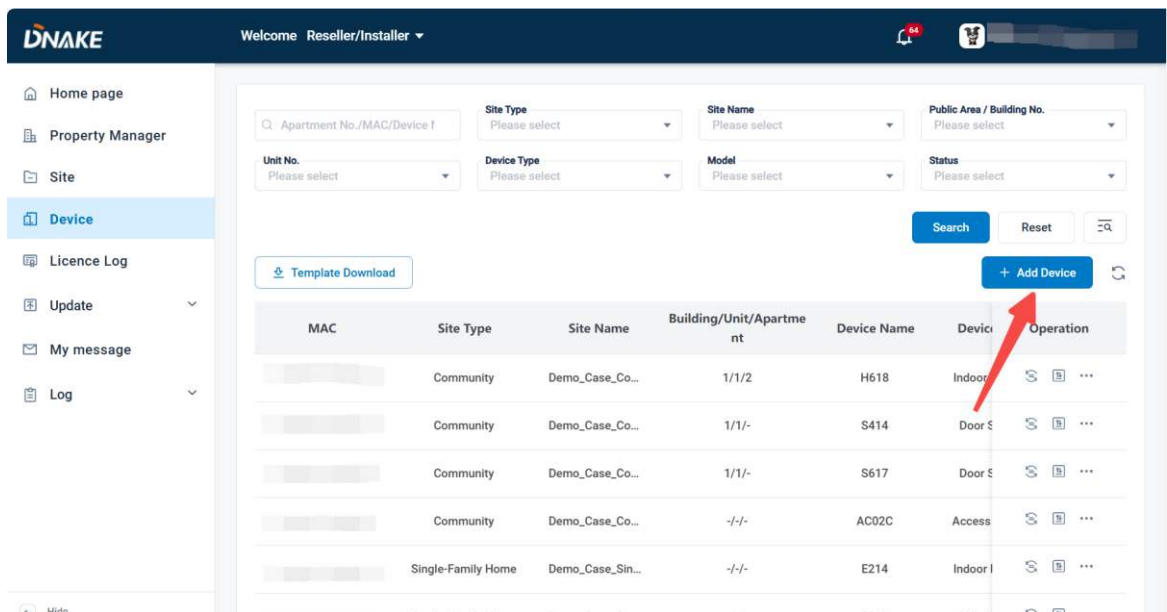 DNAKE
Welcome Reseller/Installer
64
Home page
Property Manager
Site
Device
Licence Log
Update
My message
Log
Hide
Apartment No./MAC/Device
Site Type
Please select
Site Name
Please select
Public Area / Building No.
Please select
Unit No.
Please select
Device Type
Please select
Model
Please select
Status
Please select
Search
Reset
Template Download
+ Add Device
MAC Site Type Site Name Building/Unit/Apartme Device Name Device Operation
nt
Community Demo_Case_Co... 1/1/2 H618 Indoor ...
Community Demo_Case_Co... 1/1/- S414 Door S ...
Community Demo_Case_Co... 1/1/- S617 Door S ...
Community Demo_Case_Co... -/-/- AC02C Access ...
Single-Family Home Demo_Case_Sin... -/-/- E214 Indoor ...